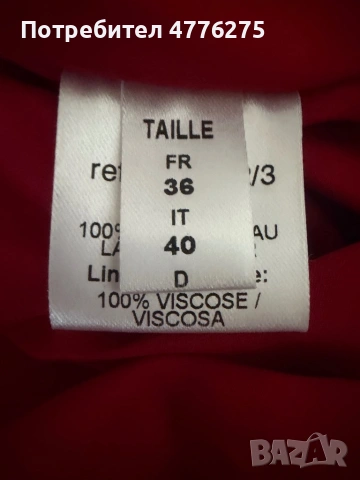 Потребител 4776275
TAILLE
FR
36
IT
40
D
ref /3
100% AU
LA
Lin e:
100% VISCOSE /
VISCOSA
BAZAR